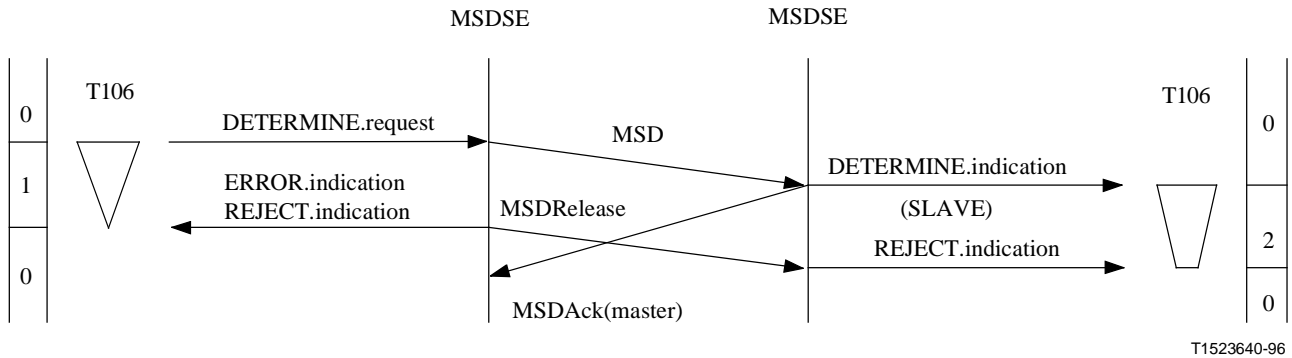 MSDSE
MSDSE
T106
T106
0
0
DETERMINE.request
MSD
DETERMINE.indication
1
ERROR.indication
REJECT.indication
MSDRelease
(SLAVE)
2
REJECT.indication
0
MSDAck(master)
0
T1523640-96